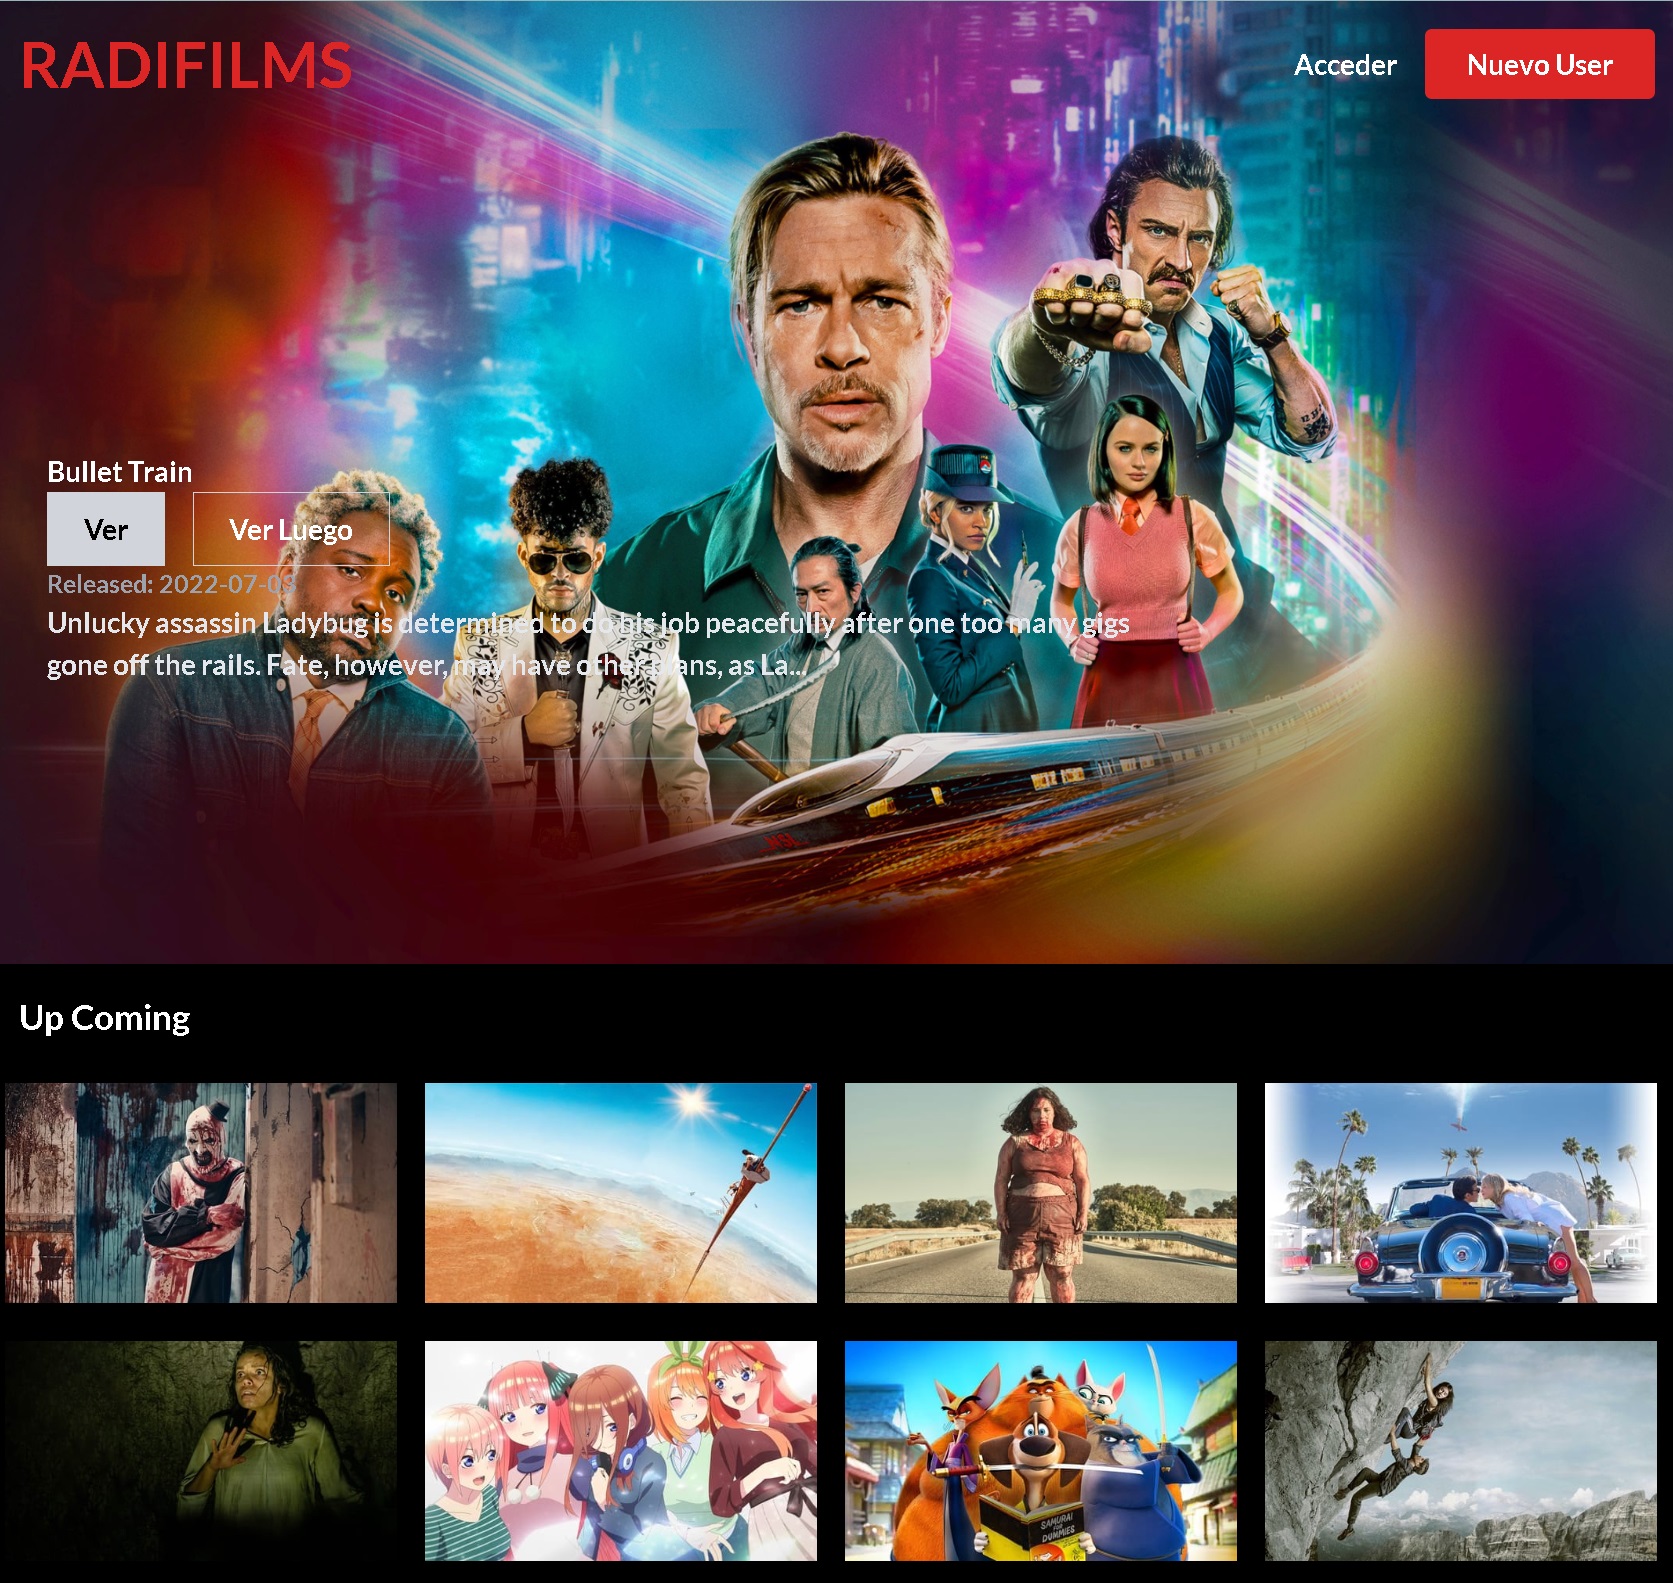 RADIFILMS
Acceder
Nuevo User
Bullet Train
Ver
Ver Luego
Released: 2022-07-03
Unlucky assassin Ladybug is determined to do his job peacefully after one too many gigs
gone off the rails. Fate, however, may have other plans, as La...
NSL
Up Coming
SAMURAI
FOR
DUMMIES